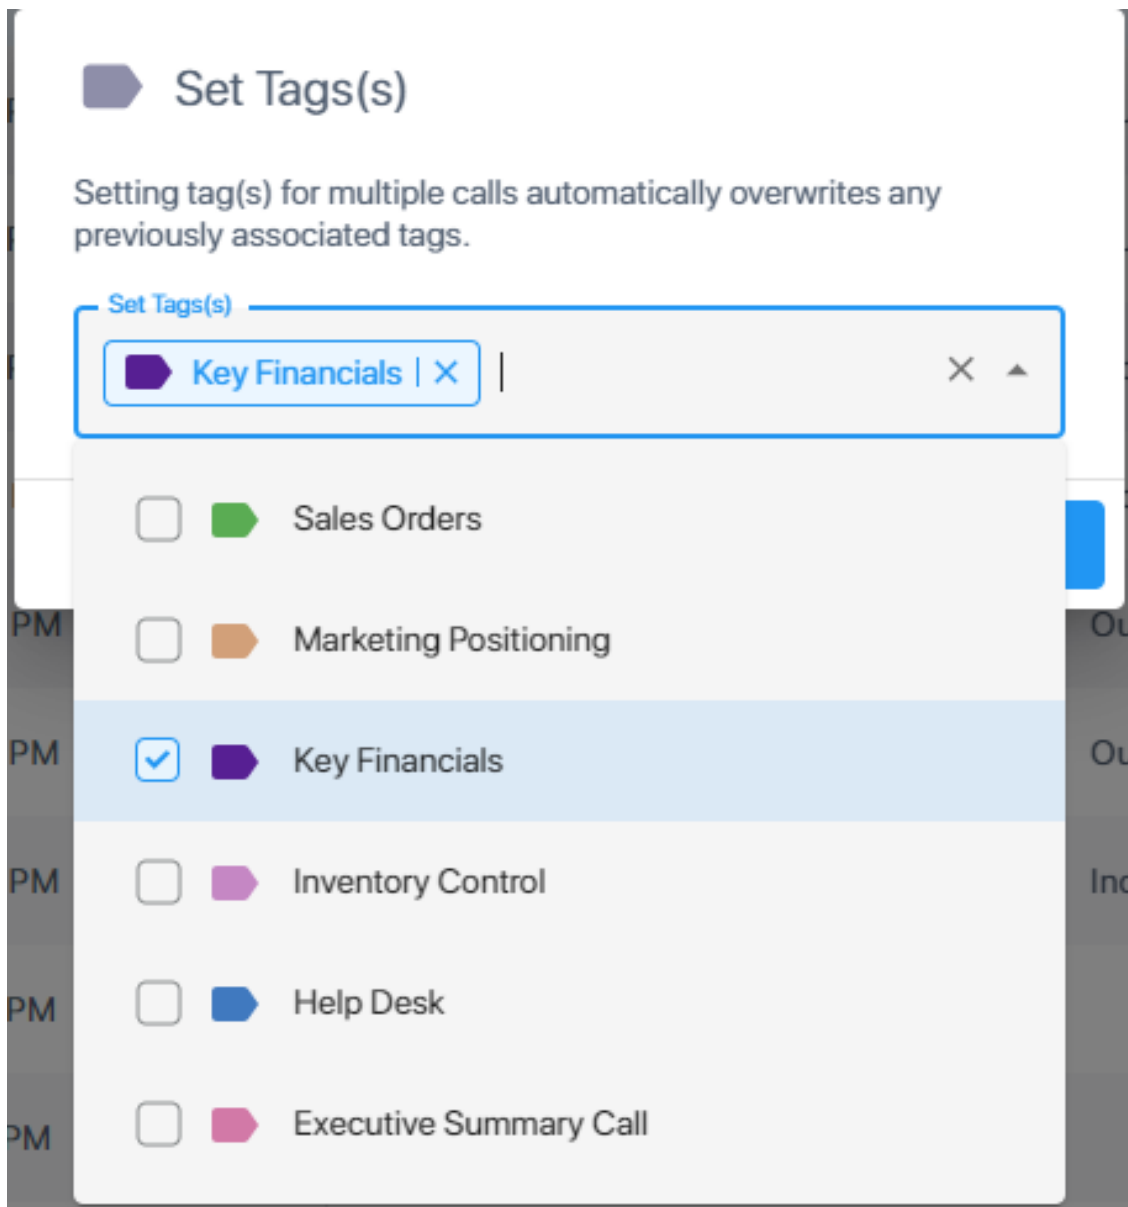 Set Tags(s)
Setting tag(s) for multiple calls automatically overwrites any
previously associated tags.
Set Tags(s)
Key Financials
Sales Orders
Marketing Positioning
Key Financials
Inventory Control
Help Desk
Executive Summary Call
PM
PM
PM
PM
PM